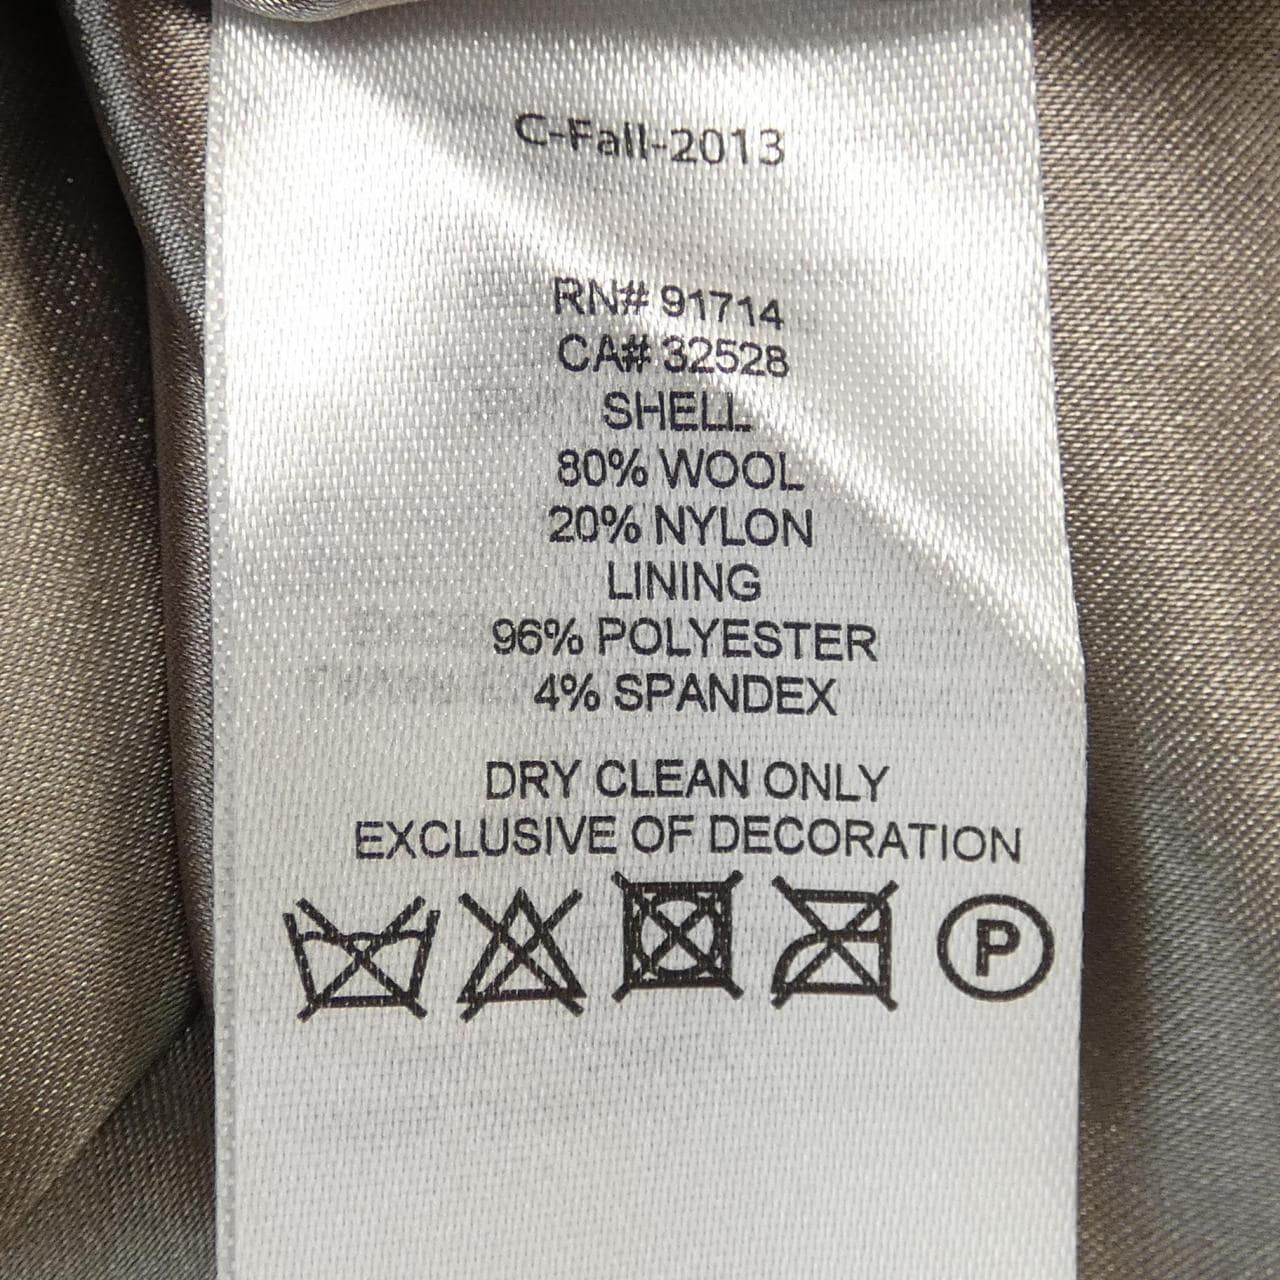 C-Fall-2013
RN# 91714
CA# 32528
SHELL
80% WOOL
20% NYLON
LINING
96% POLYESTER
4% SPANDEX
DRY CLEAN ONLY
EXCLUSIVE OF DECORATION
P